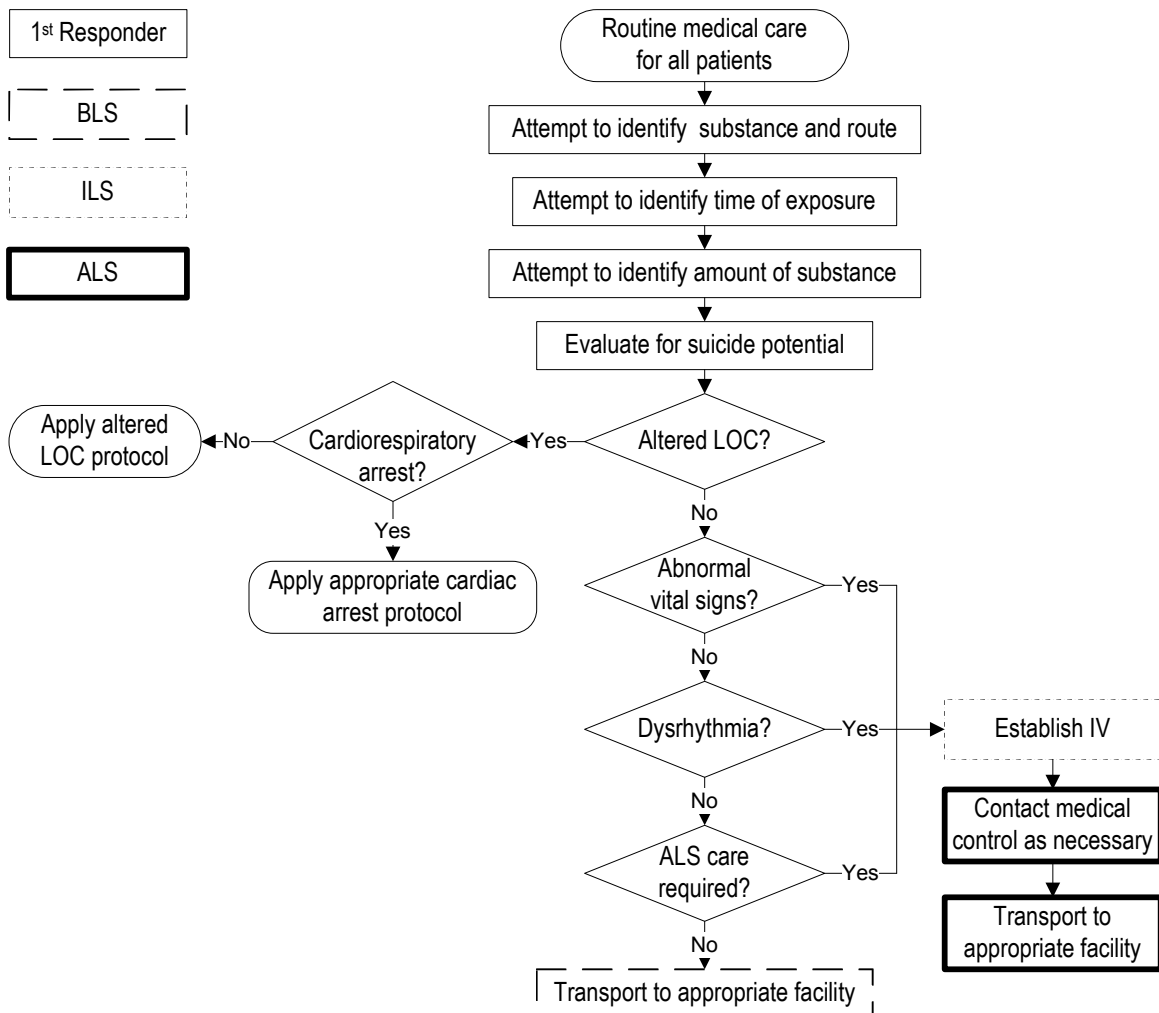 1st Responder
BLS
ILS
ALS
Routine medical care
for all patients
Attempt to identify substance and route
Attempt to identify time of exposure
Attempt to identify amount of substance
Evaluate for suicide potential
Altered LOC?
Yes
Cardiorespiratory
arrest?
No
Apply altered
LOC protocol
Yes
Apply appropriate cardiac
arrest protocol
No
Abnormal
vital signs?
Yes
No
Dysrhythmia?
Yes
No
ALS care
required?
Yes
No
Transport to appropriate facility
Establish IV
Contact medical
control as necessary
Transport to
appropriate facility